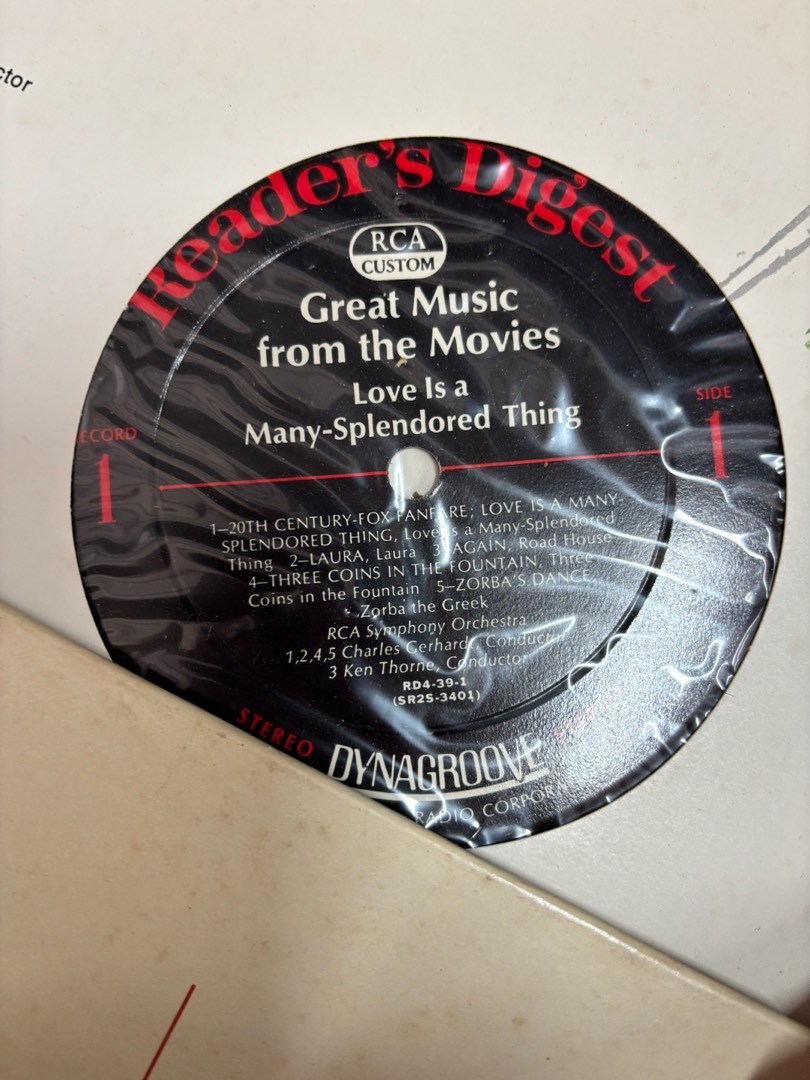 ctor
Reader's Digest
RCA
CUSTOM
Great Music
from the Movies
Love Is a
Many-Splendored Thing
RECORD
1
SIDE
1
1—20TH CENTURY-FOX FANFARE; LOVE IS A MANY-
SPLENDORED THING, Love Is a Many-Splendored
Thing 2—LAURA, Laura 3—AGAIN, Road House
4—THREE COINS IN THE FOUNTAIN, Three
Coins in the Fountain 5—ZORBA'S DANCE,
Zorba the Greek
RCA Symphony Orchestra
1,2,4,5 Charles Gerhardt, Conductor
3 Ken Thorne, Conductor
RD4-39-1
(SR2S-3401)
STEREO DYNAGROOVE STEREO
RADIO CORPOR